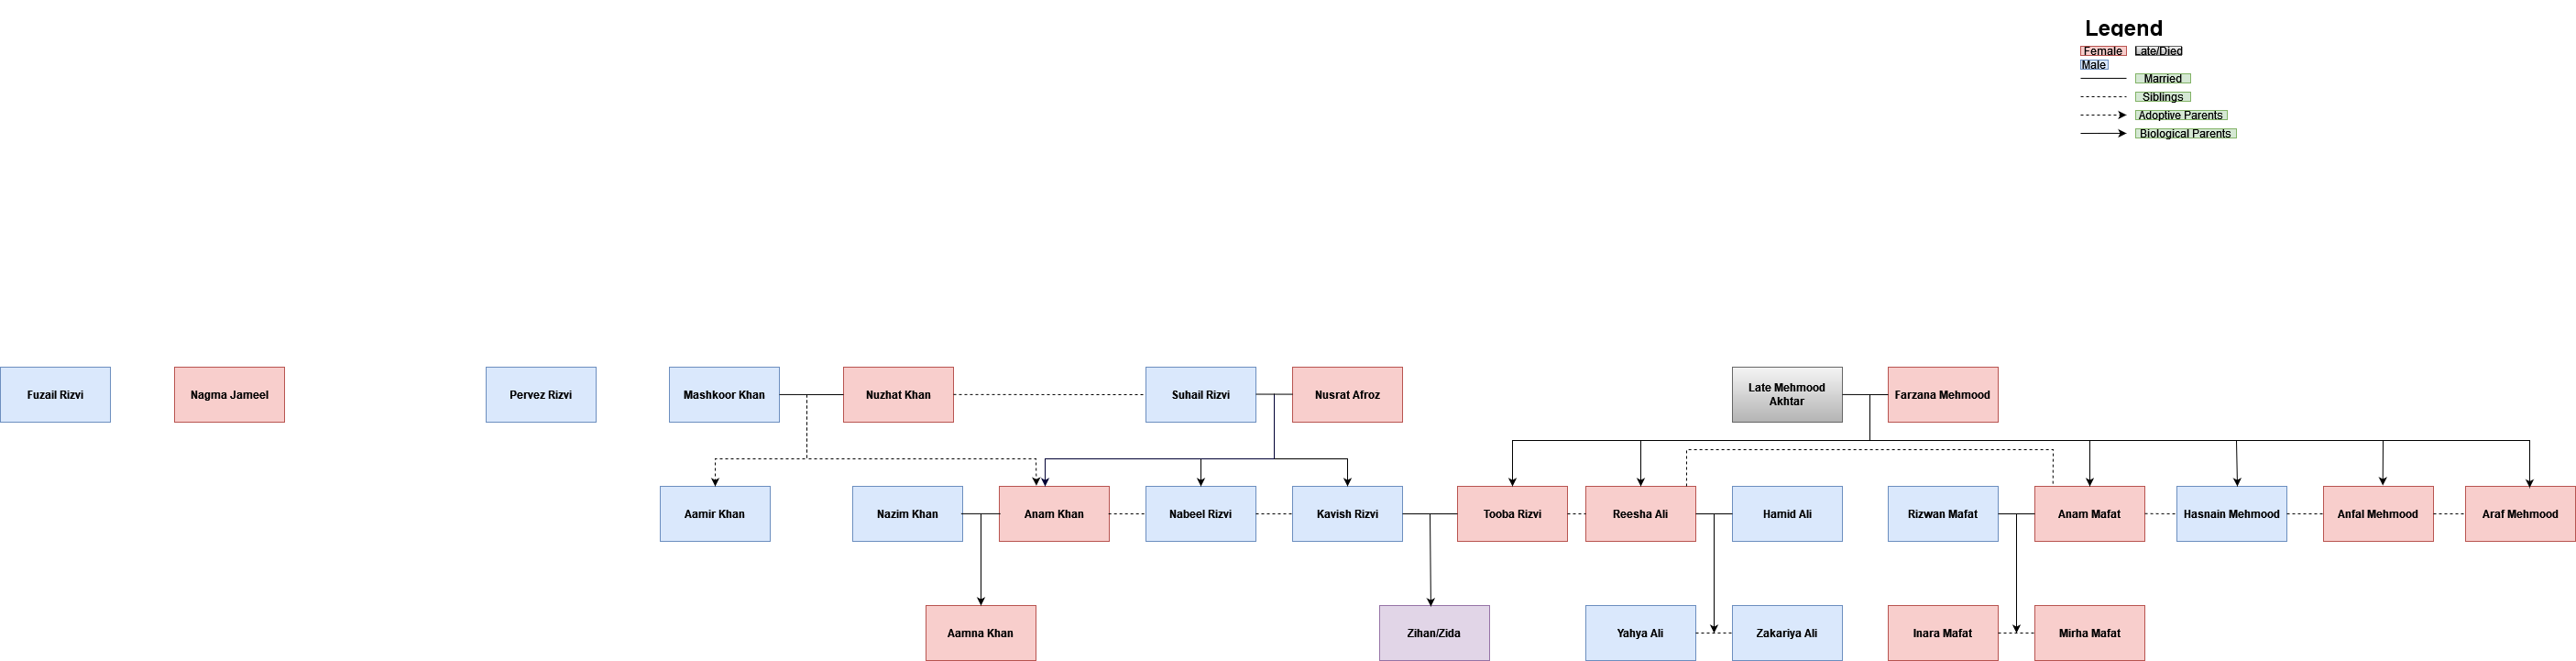 Legend
Female Late/Died
Male
Married
Siblings
Adoptive Parents
Biological Parents
Fuzail Rizvi
Nagma Jameel
Pervez Rizvi
Mashkoor Khan
Nuzhat Khan
Suhail Rizvi
Nusrat Afroz
Late Mehmood
Akhtar
Farzana Mehmood
Aamir Khan
Nazim Khan
Anam Khan
Nabeel Rizvi
Kavish Rizvi
Tooba Rizvi
Reesha Ali
Hamid Ali
Rizwan Mafat
Anam Mafat
Hasnain Mehmood
Anfal Mehmood
Araf Mehmood
Aamna Khan
Zihan/Zida
Yahya Ali
Zakariya Ali
Inara Mafat
Mirha Mafat